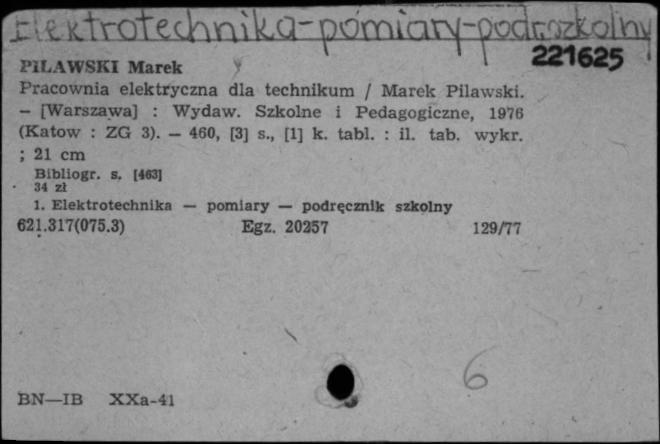 Elektrotechnika-pomiary-podr.szkolny
221625
PILAWSKI Marek
Pracownia elektryczna dla technikum / Marek Pilawski.
— [Warszawa] : Wydaw. Szkolne i Pedagogiczne, 1976
(Katow : ZG 3). — 460, [3] s., [1] k. tabl. : il. tab. wykr.
; 21 cm
Bibliogr. s. [463]
34 zł
1. Elektrotechnika — pomiary — podręcznik szkolny
621.317(075.3) Egz. 20257 129/77
6
BN—IB XXa-41